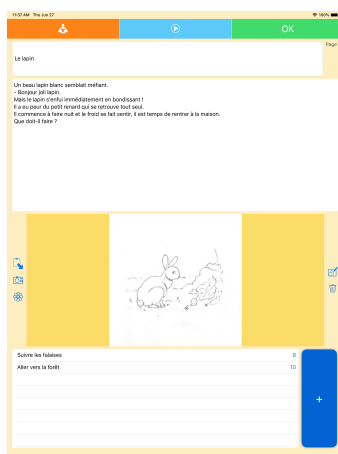 11:37 AM Thu Jun 27
100%
OK
Page
Le lapin
Un beau lapin blanc semblait méfiant.
- Bonjour joli lapin.
Mais le lapin s'enfui immédiatement en bondissant !
Il a eu peur du petit renard qui se retrouve tout seul.
Il commence à faire nuit et le froid se fait sentir, il est temps de rentrer à la maison.
Que doit-il faire ?
Suivre les falaises 8
Aller vers la forêt 10
+